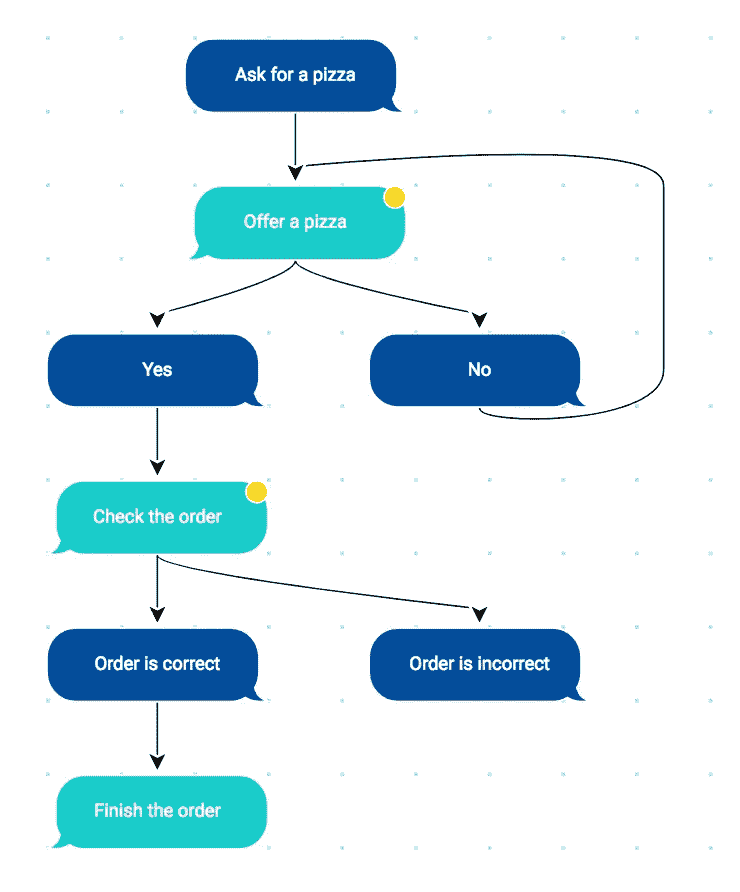 Ask for a pizza
Offer a pizza
Yes
No
Check the order
Order is correct
Order is incorrect
Finish the order